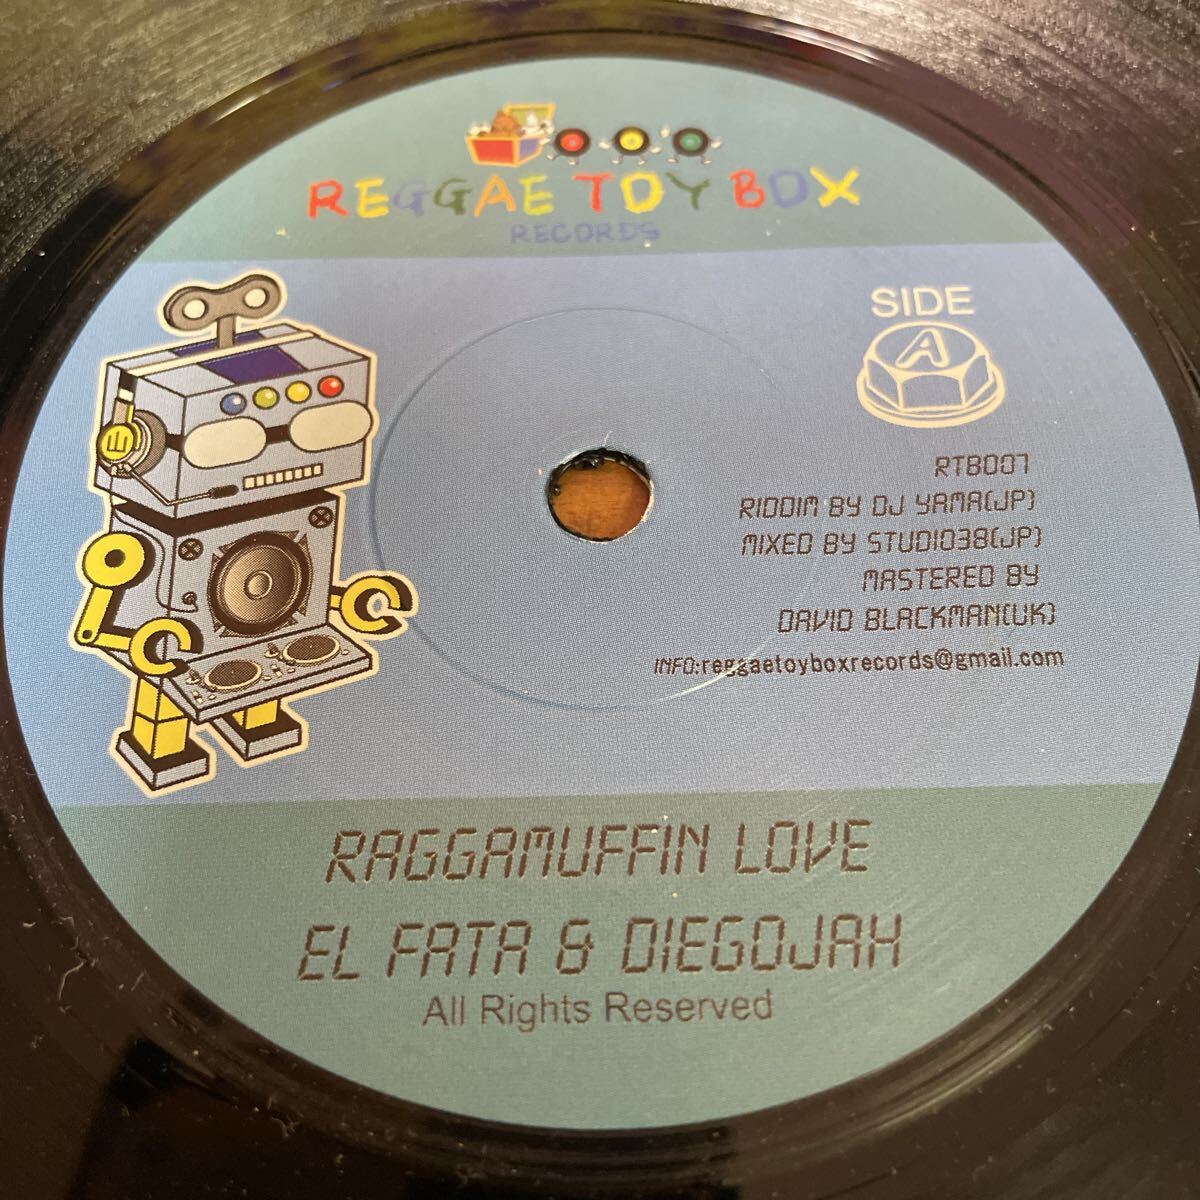 REGGAE TOY BOX
RECORDS
SIDE
A
RTB007
RIDDIM BY DJ YAMA(JP)
MIXED BY STUDIO38(JP)
MASTERED BY
DAVID BLACKMAN(UK)
INFO:reggaetoyboxrecords@gmail.com
山
RAGGAMUFFIN LOVE
EL FATA & DIEGOJAH
All Rights Reserved